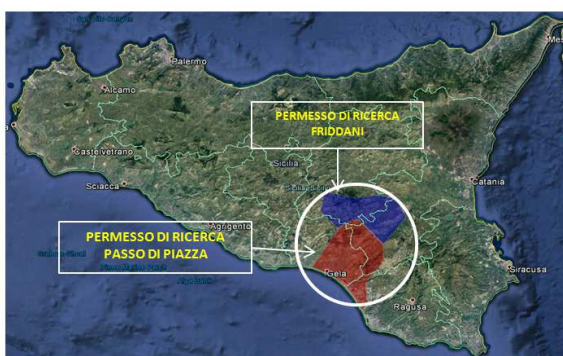 Palermo
Mes
Alcamo
PERMESSO DI RICERCA
FRIDDANI
Castelvetrano
Sicilia
Catania
Sciacca
Agrigento
PERMESSO DI RICERCA
PASSO DI PIAZZA
Gela
Siracusa
Ragusa